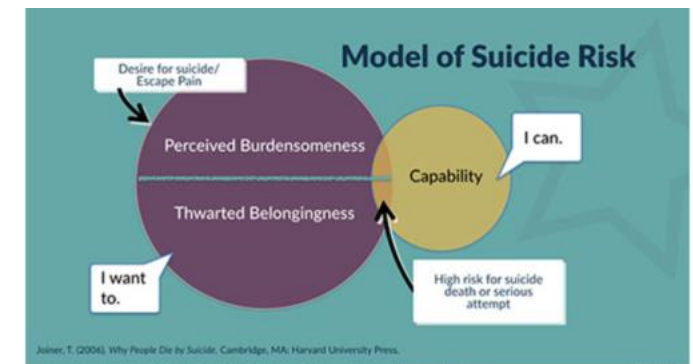 Model of Suicide Risk
Desire for suicide/
Escape Pain
Perceived Burdensomeness
Thwarted Belongingness
Capability
I can.
I want
to.
High risk for suicide
death or serious
attempt
Joiner, T. (2006). Why People Die by Suicide. Cambridge, MA: Harvard University Press.